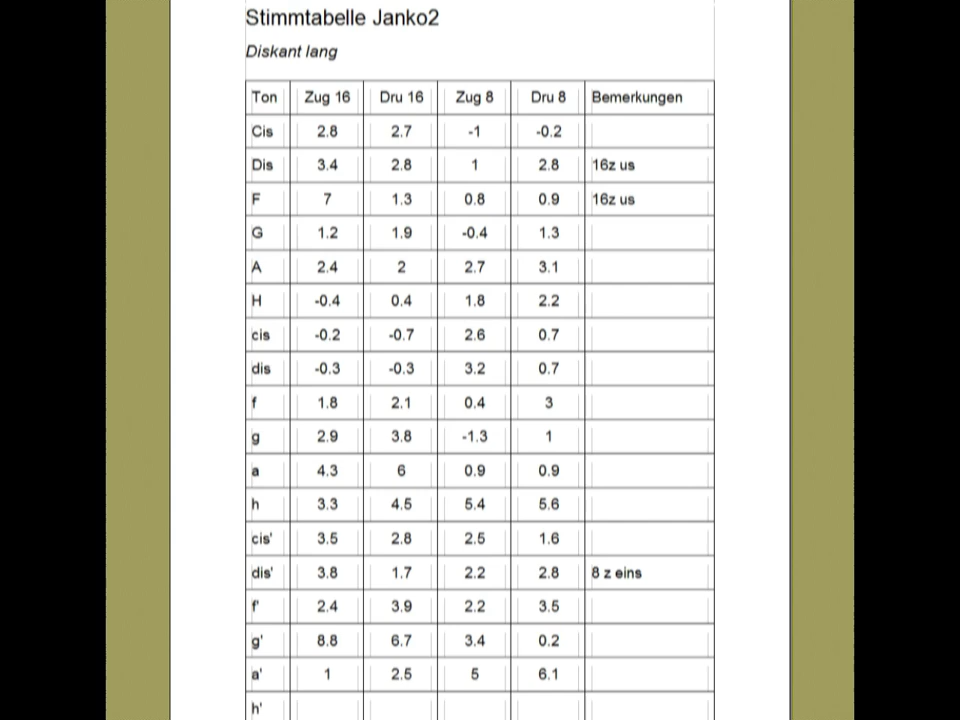 Stimmtabelle Janko2
Diskant lang
Ton Zug 16 Dru 16 Zug 8 Dru 8 Bemerkungen
Cis 2.8 2.7 -1 -0.2
Dis 3.4 2.8 1 2.8 16z us
F 7 1.3 0.8 0.9 16z us
G 1.2 1.9 -0.4 1.3
A 2.4 2 2.7 3.1
H -0.4 0.4 1.8 2.2
cis -0.2 -0.7 2.6 0.7
dis -0.3 -0.3 3.2 0.7
f 1.8 2.1 0.4 3
g 2.9 3.8 -1.3 1
a 4.3 6 0.9 0.9
h 3.3 4.5 5.4 5.6
cis' 3.5 2.8 2.5 1.6
dis' 3.8 1.7 2.2 2.8 8 z eins
f' 2.4 3.9 2.2 3.5
g' 8.8 6.7 3.4 0.2
a' 1 2.5 5 6.1
h'